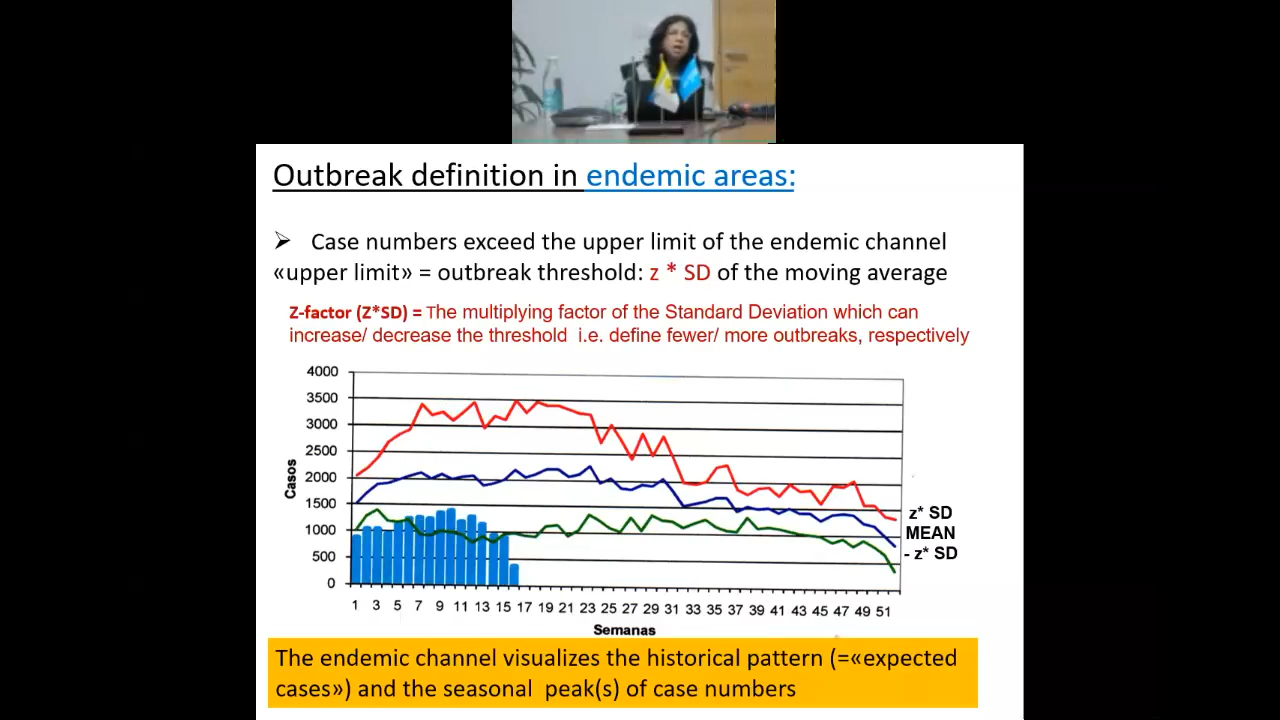 Outbreak definition in endemic areas:
➢ Case numbers exceed the upper limit of the endemic channel
«upper limit» = outbreak threshold: z * SD of the moving average
Z-factor (Z*SD) = The multiplying factor of the Standard Deviation which can
increase/ decrease the threshold i.e. define fewer/ more outbreaks, respectively
4000
3500
3000
2500
2000
1500
1000
500
0
Casos
z* SD
MEAN
- z* SD
1 3 5 7 9 11 13 15 17 19 21 23 25 27 29 31 33 35 37 39 41 43 45 47 49 51
Semanas
The endemic channel visualizes the historical pattern (=«expected
cases») and the seasonal peak(s) of case numbers